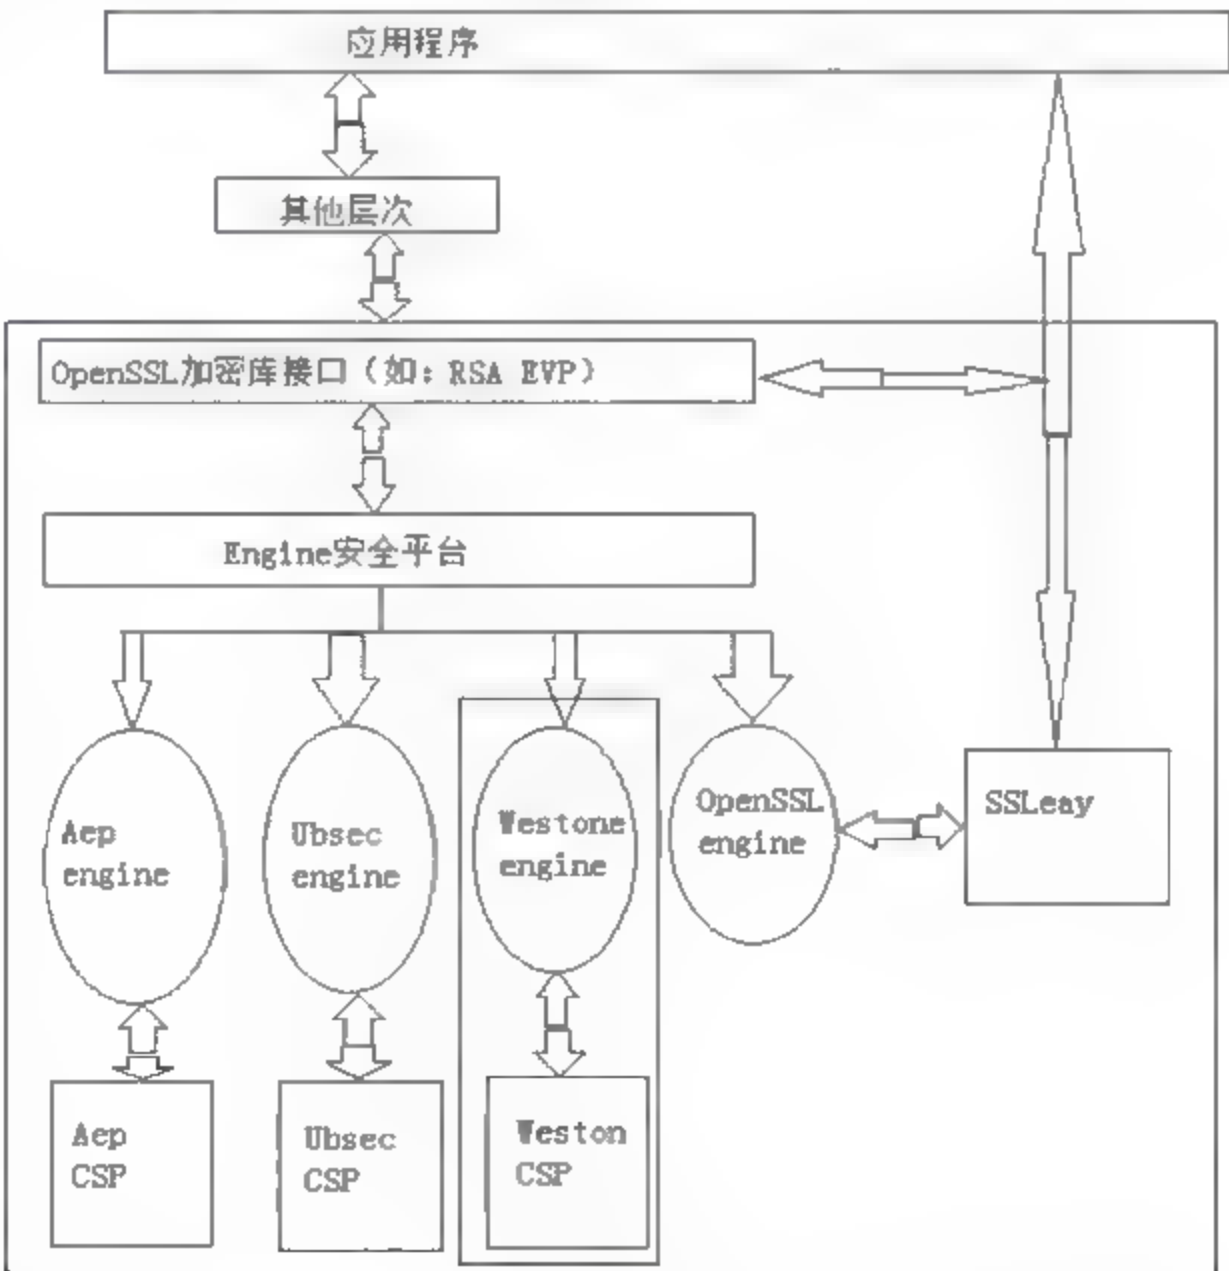 应用程序
其他层次
OpenSSL加密库接口（如：RSA EVP）
Engine安全平台
Aep
engine
Ubsec
engine
Westone
engine
OpenSSL
engine
SSLeay
Aep
CSP
Ubsec
CSP
Weston
CSP